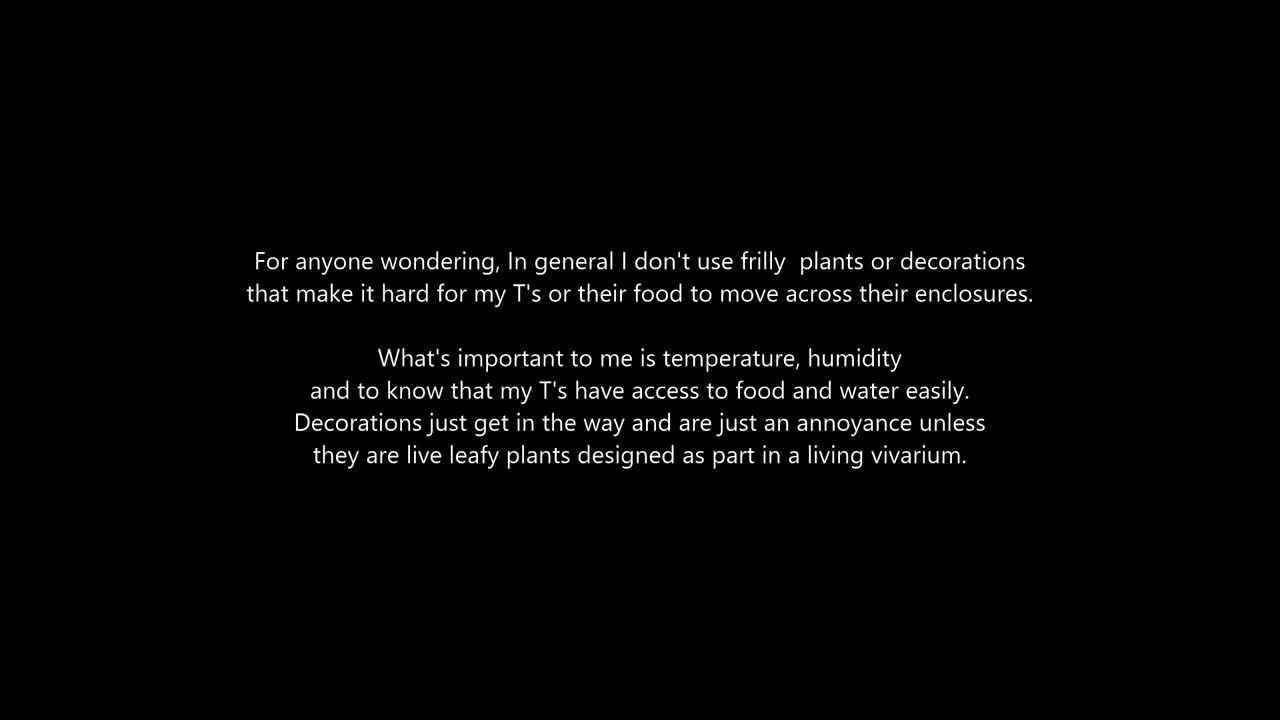 For anyone wondering, In general I don't use frilly  plants or decorations
that make it hard for my T's or their food to move across their enclosures.
What's important to me is temperature, humidity
and to know that my T's have access to food and water easily.
Decorations just get in the way and are just an annoyance unless
they are live leafy plants designed as part in a living vivarium.